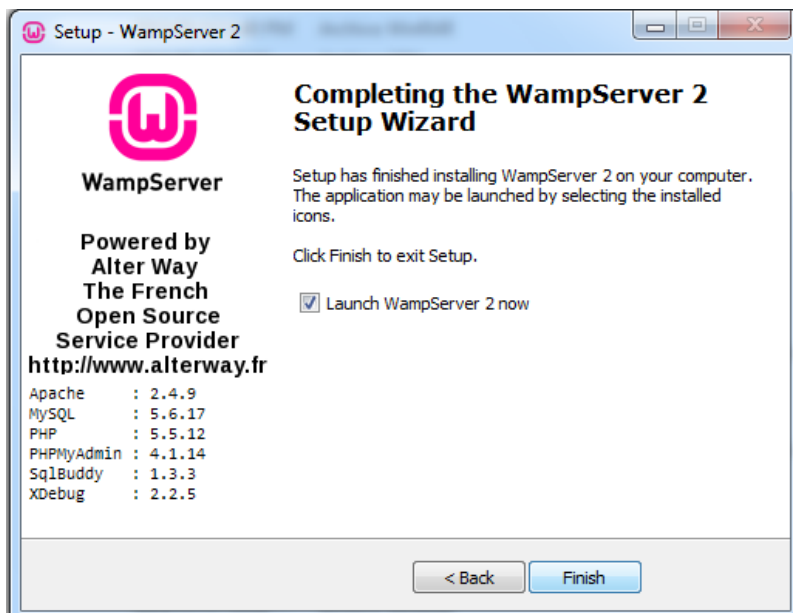 Setup - WampServer 2
WampServer
Powered by
Alter Way
The French
Open Source
Service Provider
http://www.alterway.fr
Apache : 2.4.9
MySQL : 5.6.17
PHP : 5.5.12
PHPMyAdmin : 4.1.14
SqlBuddy : 1.3.3
XDebug : 2.2.5
Completing the WampServer 2
Setup Wizard
Setup has finished installing WampServer 2 on your computer.
The application may be launched by selecting the installed
icons.
Click Finish to exit Setup.
Launch WampServer 2 now
< Back
Finish